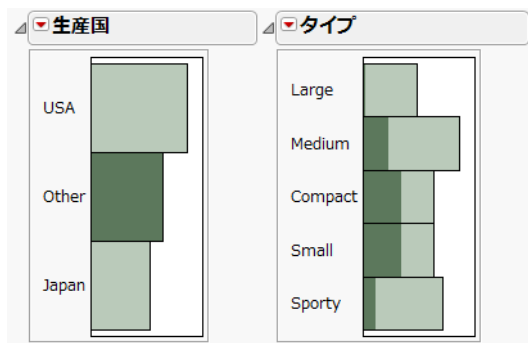 生産国
USA
Other
Japan
タイプ
Large
Medium
Compact
Small
Sporty